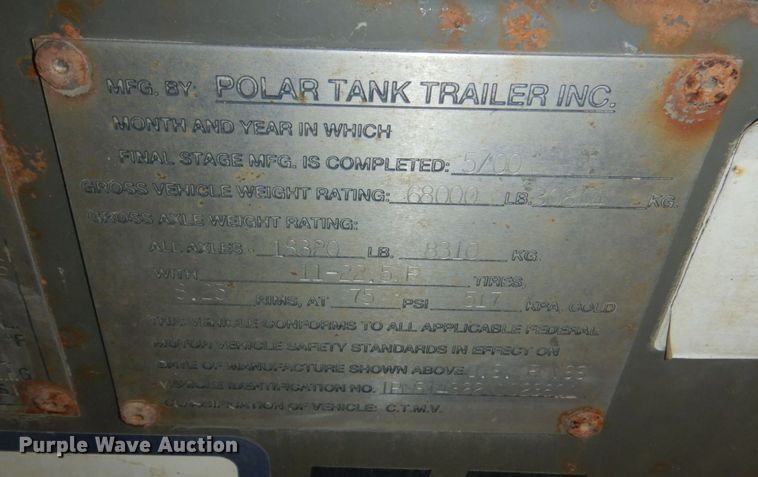 MFG. BY: POLAR TANK TRAILER INC.
MONTH AND YEAR IN WHICH
FINAL STAGE MFG. IS COMPLETED: 5/00
GROSS VEHICLE WEIGHT RATING: 68000 LB. KG.
GROSS AXLE WEIGHT RATING:
ALL AXLES - 18320 LB. 8310 KG
WITH 11-22.5 TIRES,
RIMS, AT 75 PSI 517 KPA COLD
THIS VEHICLE CONFORMS TO ALL APPLICABLE FEDERAL
MOTOR VEHICLE SAFETY STANDARDS IN EFFECT ON
DATE OF MANUFACTURE SHOWN ABOVE.
VEHICLE IDENTIFICATION NO.
CLASSIFICATION OF VEHICLE: C.T.M.V.
Purple Wave Auction